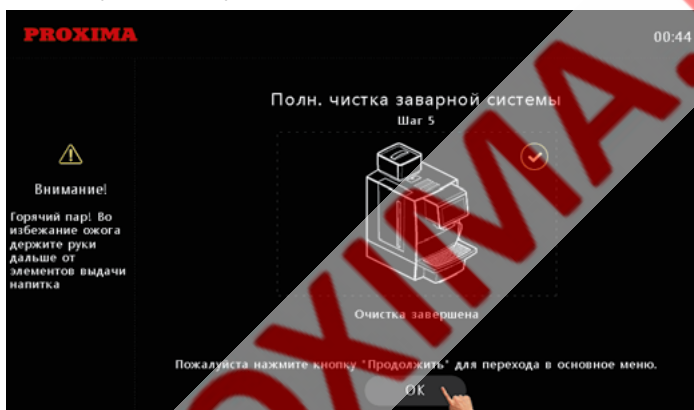 PROXIMA
00:44
Полн. чистка заварной системы
Шаг 5
Внимание!
Горячий пар! Во
избежание ожога
держите руки
дальше от
элементов выдачи
напитка
Очистка завершена
Пожалуйста нажмите кнопку "Продолжить" для перехода в основное меню.
OK
OXIMA.